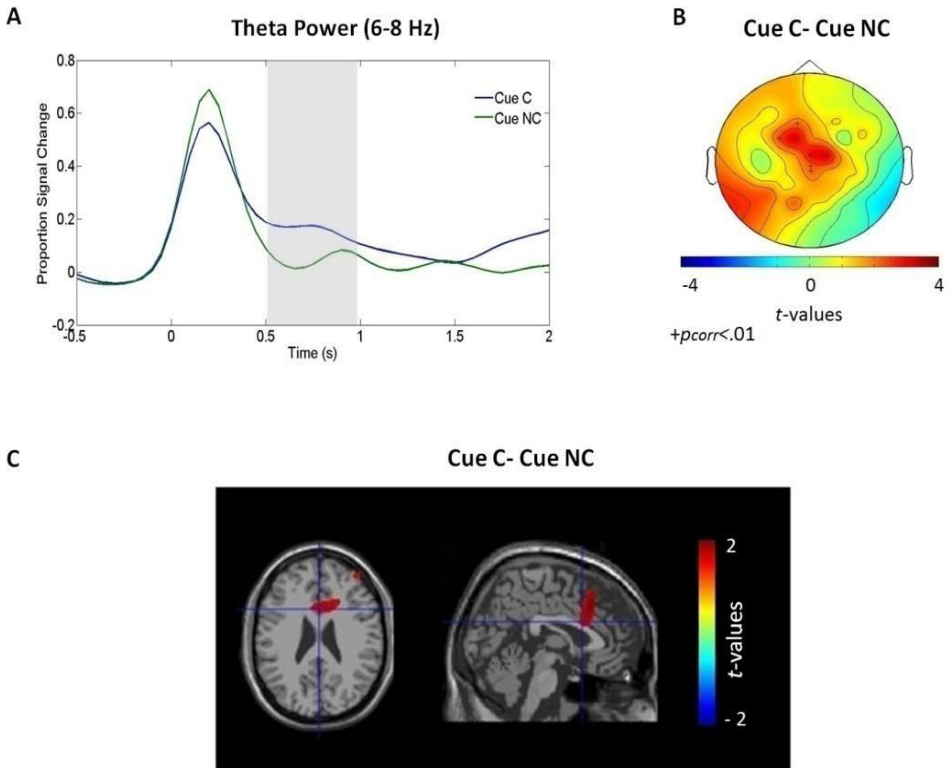 A
Theta Power (6-8 Hz)
0.8
0.6
0.4
0.2
0
-0.2
Proportion Signal Change
Cue C
Cue NC
-0.5
0
0.5
1
1.5
2
Time (s)
B
Cue C- Cue NC
-4
0
4
t-values
+pcorr<.01
C
Cue C- Cue NC
2
t-values
- 2